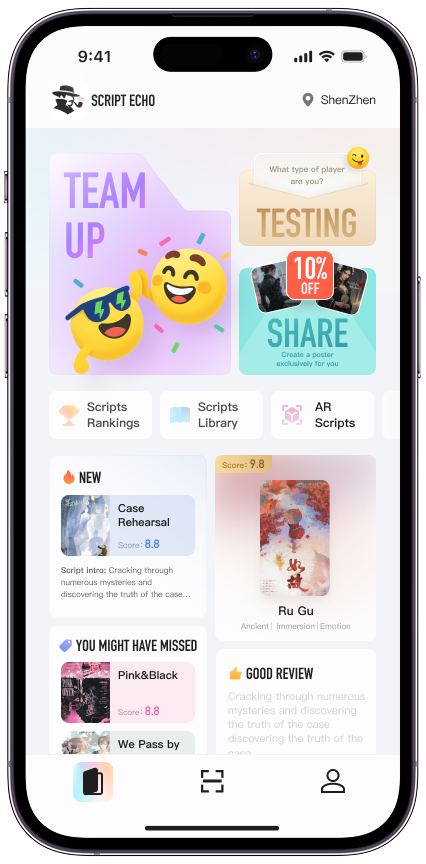 9:41
SCRIPT ECHO
ShenZhen
TEAM
UP
What type of player
are you?
TESTING
10%
OFF
SHARE
Create a poster
exclusively for you
Scripts
Rankings
Scripts
Library
AR
Scripts
NEW
Case
Rehearsal
Score: 8.8
Script intro: Cracking through
numerous mysteries and
discovering the truth of the case...
YOU MIGHT HAVE MISSED
Pink&Black
Score: 8.8
We Pass by
Score: 9.8
如故
Ru Gu
Ancient | Immersion | Emotion
GOOD REVIEW
Cracking through numerous
mysteries and discovering
the truth of the case
discovering the truth of the
case